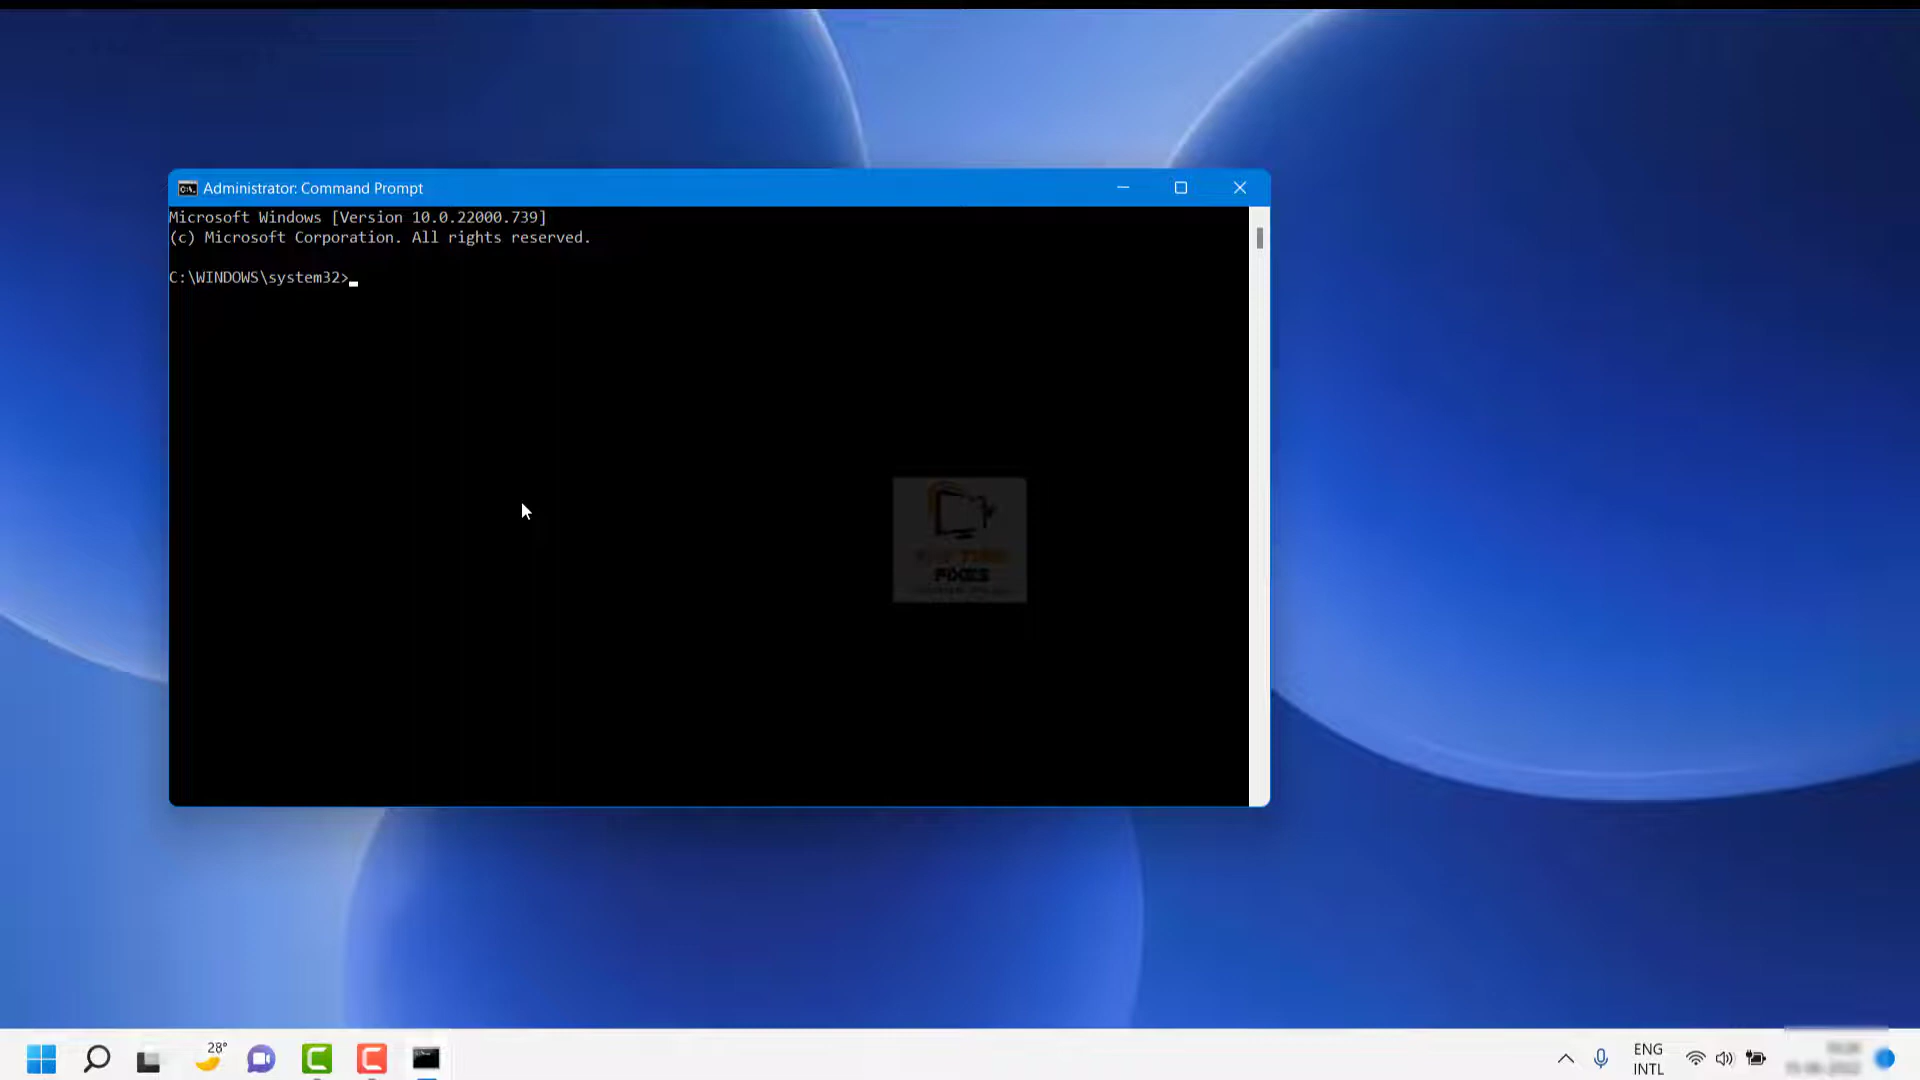 Administrator: Command Prompt
Microsoft Windows [Version 10.0.22000.739]
(c) Microsoft Corporation. All rights reserved.
C:\WINDOWS\system32>
FIXES
28°
ENG
INTL